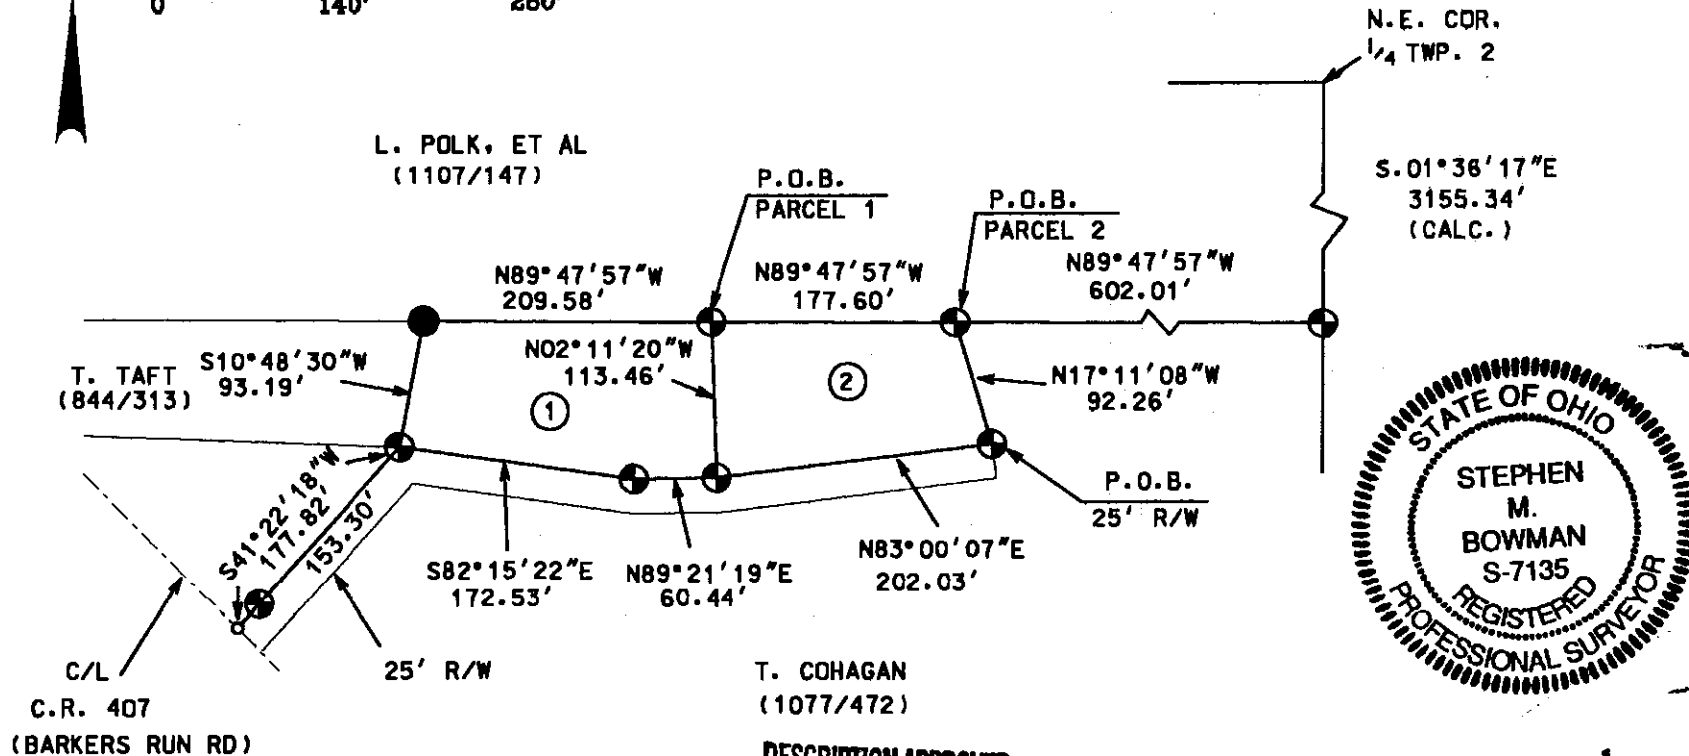 0 140' 280'
N.E. COR.
1/4 TWP. 2
L. POLK, ET AL
(1107/147)
S.01°36'17"E
3155.34'
(CALC.)
P.O.B.
PARCEL 1
P.O.B.
PARCEL 2
N89°47'57"W
209.58'
N89°47'57"W
177.60'
N89°47'57"W
602.01'
T. TAFT
(844/313)
S10°48'30"W
93.19'
N02°11'20"W
113.46'
1
2
N17°11'08"W
92.26'
P.O.B.
25' R/W
S41°22'18"W
177.82'
153.30'
S82°15'22"E
172.53'
N89°21'19"E
60.44'
N83°00'07"E
202.03'
C/L
C.R. 407
(BARKERS RUN RD)
25' R/W
T. COHAGAN
(1077/472)
STATE OF OHIO
STEPHEN
M.
BOWMAN
S-7135
REGISTERED
PROFESSIONAL SURVEYOR
DESCRIPTION APPROVED